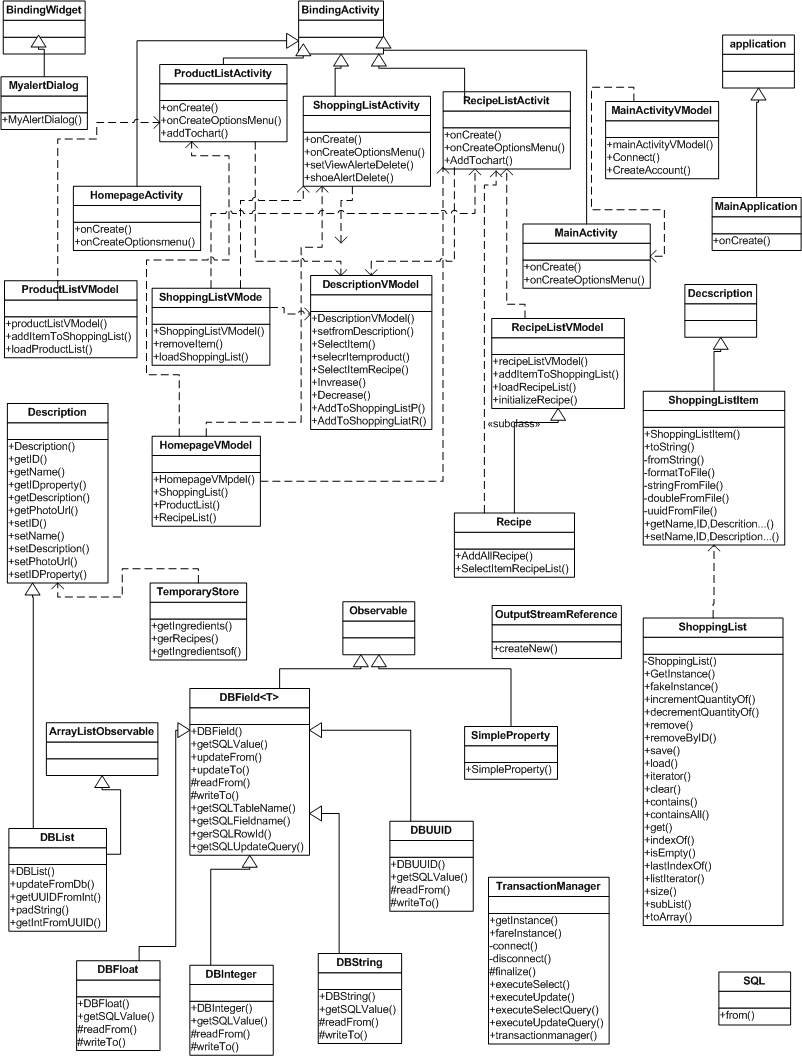 BindingWidget
BindingActivity
application
MyalertDialog
+MyAlertDialog()
ProductListActivity
+onCreate()
+onCreateOptionsMenu()
+addTochart()
ShoppingListActivity
+onCreate()
+onCreateOptionsMenu()
+setViewAlerteDelete()
+shoeAlertDelete()
RecipeListActivit
+onCreate()
+onCreateOptionsMenu()
+AddTochart()
MainActivityVModel
+mainActivityVModel()
+Connect()
+CreateAccount()
HomepageActivity
+onCreate()
+onCreateOptionsmenu()
MainActivity
+onCreate()
+onCreateOptionsMenu()
MainApplication
+onCreate()
ProductListVModel
+productListVModel()
+addItemToShoppingList()
+loadProductList()
ShoppingListVMode
+ShoppingListVModel()
+removeItem()
+loadShoppingList()
DescriptionVModel
+DescriptionVModel()
+setfromDescription()
+SelectItem()
+selecrItemproduct()
+SelectItemRecipe()
+Invrease()
+Decrease()
+AddToShoppingListP()
+AddToShoppingLiatR()
RecipeListVModel
+recipeListVModel()
+addItemToShoppingList()
+loadRecipeList()
+initializeRecipe()
«subclass»
Decscription
ShoppingListItem
+ShoppingListItem()
+toString()
-fromString()
-formatToFile()
-stringFromFile()
-doubleFromFile()
-uuidFromFile()
+getName,ID,Descrition...()
+setName,ID,Description...()
Description
+Description()
+getID()
+getName()
+getIDproperty()
+getDescription()
+getPhotoUrl()
+setID()
+setName()
+setDescription()
+setPhotoUrl()
+setIDProperty()
HomepageVModel
+HomepageVMpdel()
+ShoppingList()
+ProductList()
+RecipeList()
Recipe
+AddAllRecipe()
+SelectItemRecipeList()
TemporaryStore
+getIngredients()
+gerRecipes()
+getIngredientsof()
Observable
OutputStreamReference
+createNew()
ShoppingList
-ShoppingList()
+GetInstance()
+fakeInstance()
+incrementQuantityOf()
+decrementQuantityOf()
+remove()
+removeByID()
+save()
+load()
+iterator()
+clear()
+contains()
+containsAll()
+get()
+indexOf()
+isEmpty()
+lastIndexOf()
+listIterator()
+size()
+subList()
+toArray()
DBField<T>
+DBField()
+getSQLValue()
+updateFrom()
+updateTo()
#readFrom()
#writeTo()
+getSQLTableName()
+getSQLFieldname()
+gerSQLRowId()
+getSQLUpdateQuery()
ArrayListObservable
SimpleProperty
+SimpleProperty()
DBList
+DBList()
+updateFromDb()
+getUUIDFromInt()
+padString()
+getIntFromUUID()
DBUUID
+DBUUID()
+getSQLValue()
#readFrom()
#writeTo()
TransactionManager
+getInstance()
+fareInstance()
-connect()
-disconnect()
#finalize()
+executeSelect()
+executeUpdate()
+executeSelectQuery()
+executeUpdateQuery()
+transactionmanager()
DBFloat
+DBFloat()
+getSQLValue()
#readFrom()
#writeTo()
DBInteger
+DBInteger()
+getSQLValue()
#readFrom()
#writeTo()
DBString
+DBString()
+getSQLValue()
#readFrom()
#writeTo()
SQL
+from()